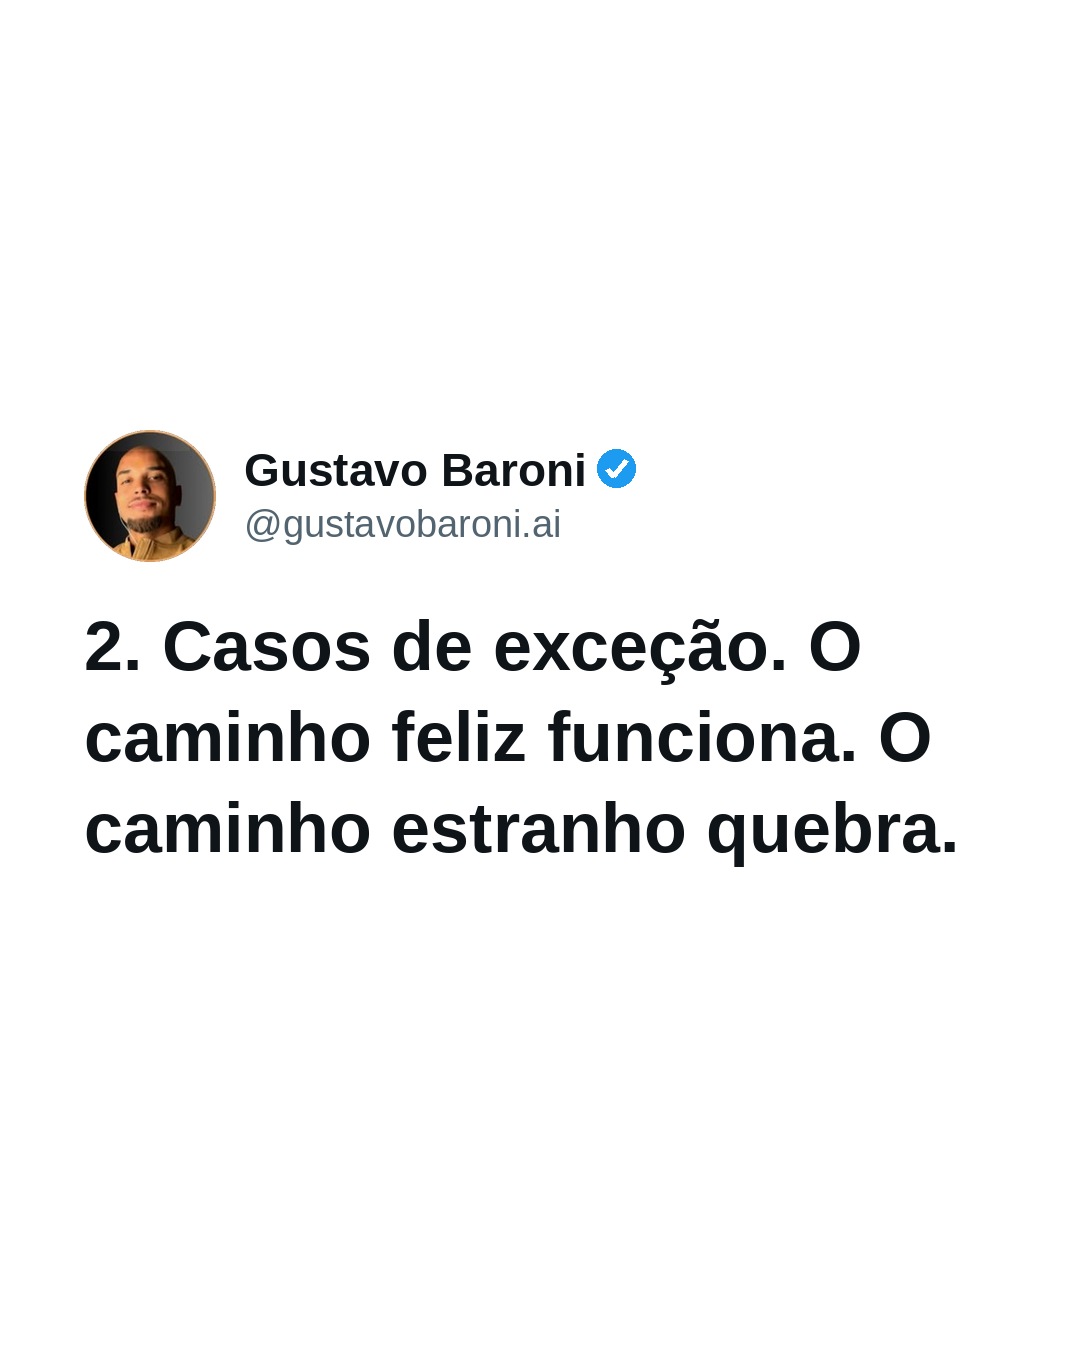 Gustavo Baroni
@gustavobaroni.ai
2. Casos de exceção. O
caminho feliz funciona. O
caminho estranho quebra.